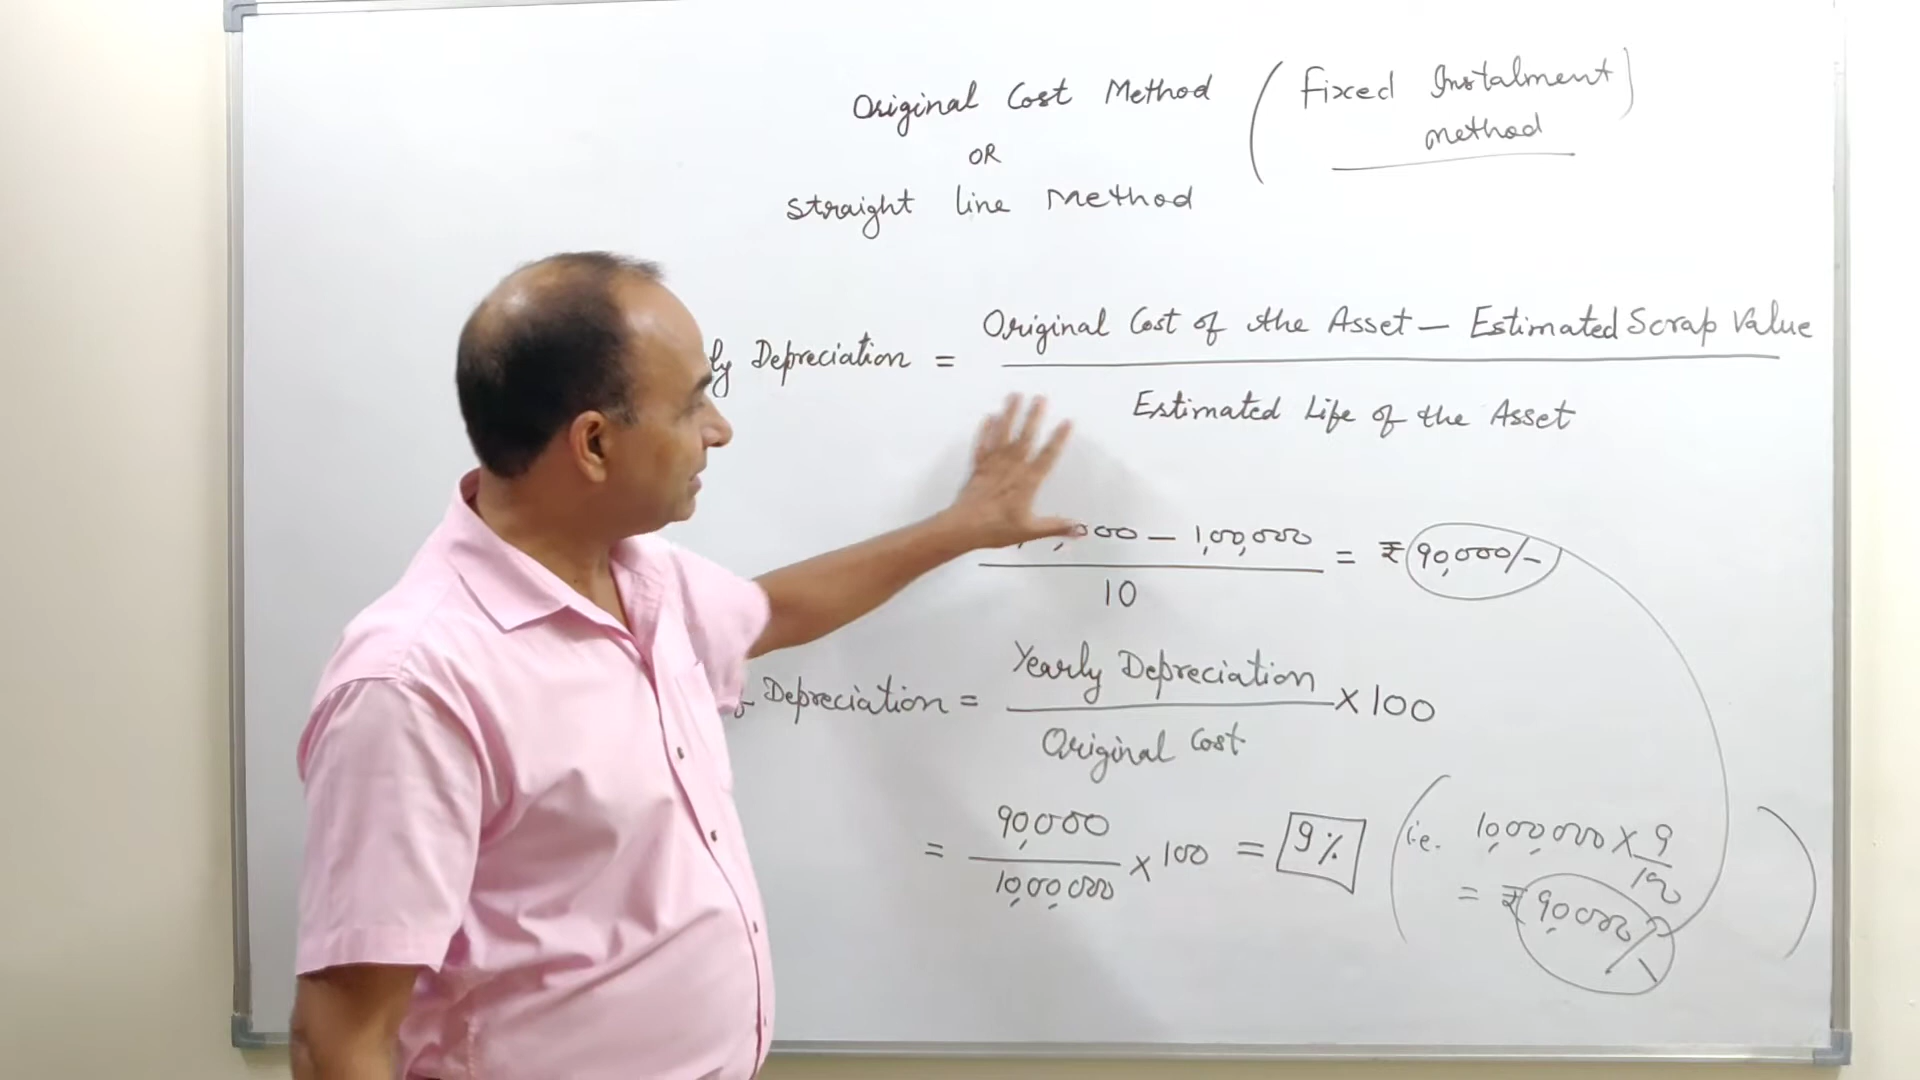 Original Cost Method (Fixed Instalment method)
OR
Straight line Method
Depreciation = Original Cost of the Asset — Estimated Scrap Value
Estimated Life of the Asset
000 — 1,00,000 = ₹ 90,000/-
10
Depreciation = Yearly Depreciation × 100
Original Cost
= 90,000 × 100 = 9% (i.e. 10,00,000 × 9
10,00,000 100
= ₹ 90,000/-)